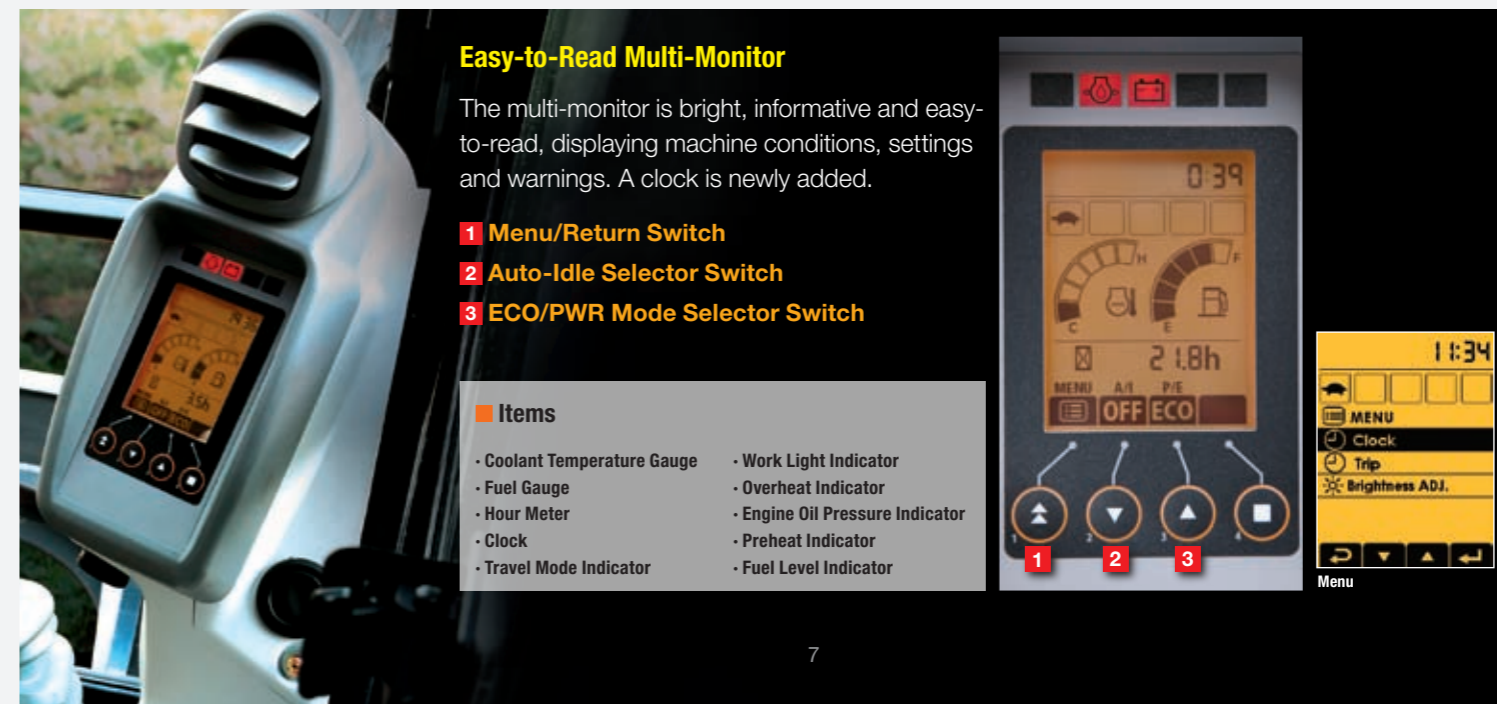 Easy-to-Read Multi-Monitor
The multi-monitor is bright, informative and easy-
to-read, displaying machine conditions, settings
and warnings. A clock is newly added.
1 Menu/Return Switch
2 Auto-Idle Selector Switch
3 ECO/PWR Mode Selector Switch
Items
· Coolant Temperature Gauge
· Fuel Gauge
· Hour Meter
· Clock
· Travel Mode Indicator
· Work Light Indicator
· Overheat Indicator
· Engine Oil Pressure Indicator
· Preheat Indicator
· Fuel Level Indicator
0:39
H F
C E
21.8h
MENU A/I P/E
OFF ECO
1 2 3 4
1 2 3
11:34
MENU
Clock
Trip
Brightness ADJ.
Menu
OFF ECO
7